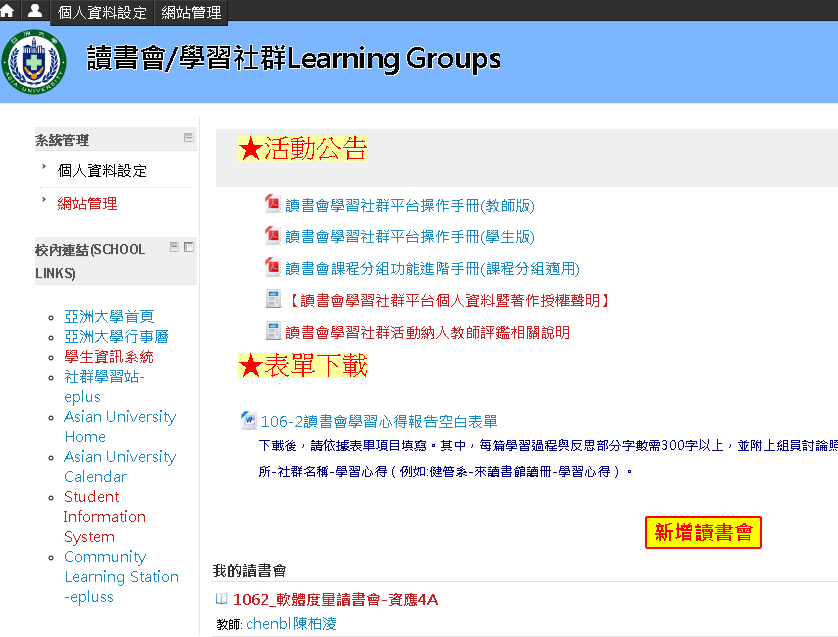 個人資料設定 網站管理
讀書會/學習社群Learning Groups
系統管理
個人資料設定
網站管理
校內連結(SCHOOL
LINKS)
亞洲大學首頁
亞洲大學行事曆
學生資訊系統
社群學習站-
eplus
Asian University
Home
Asian University
Calendar
Student
Information
System
Community
Learning Station
-epluss
★活動公告
讀書會學習社群平台操作手冊(教師版)
讀書會學習社群平台操作手冊(學生版)
讀書會課程分組功能進階手冊(課程分組適用)
【讀書會學習社群平台個人資料暨著作授權聲明】
讀書會學習社群活動納入教師評鑑相關說明
★表單下載
106-2讀書會學習心得報告空白表單
下載後，請依據表單項目填寫。其中，每篇學習過程與反思部分字數需300字以上，並附上組員討論照
所-社群名稱-學習心得（例如:健管系-來讀書館讀冊-學習心得）。
新增讀書會
我的讀書會
1062_軟體度量讀書會-資應4A
教師: chenbl陳柏淩